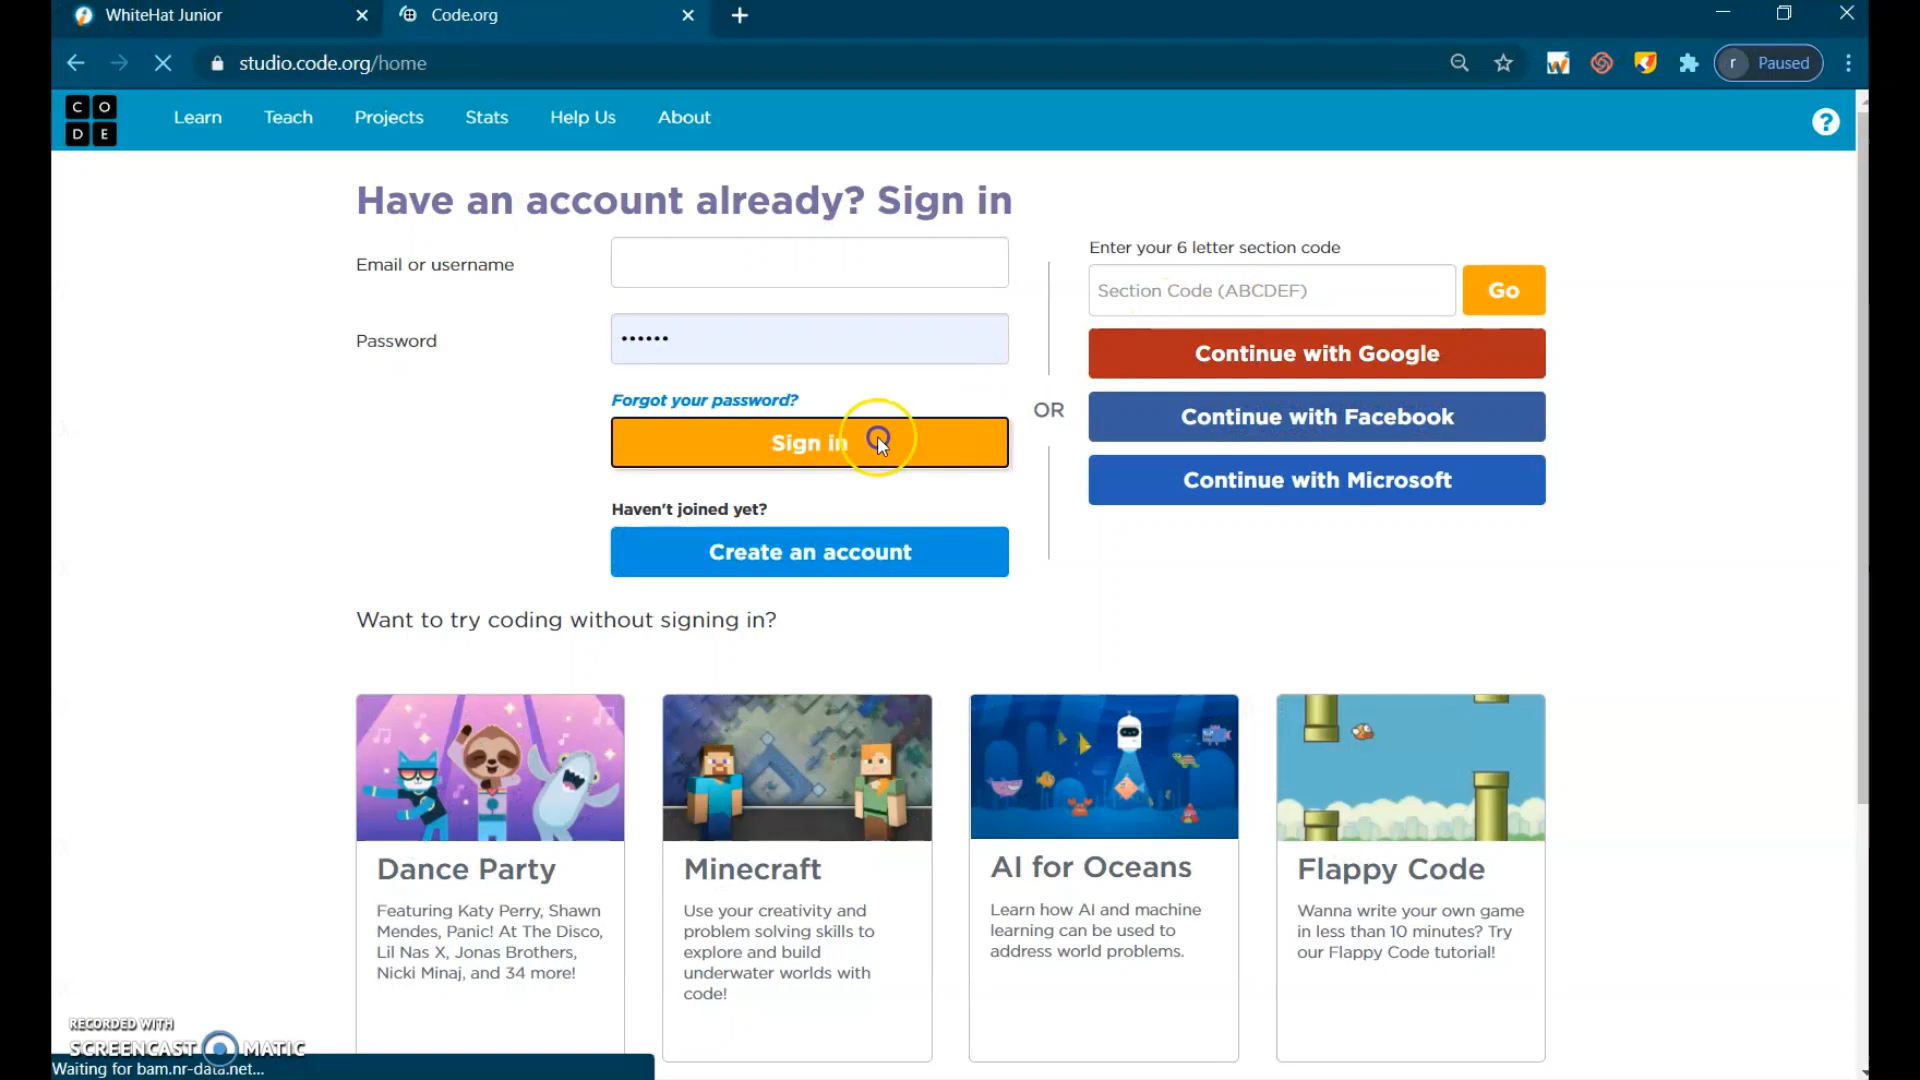 WhiteHat Junior
Code.org
studio.code.org/home
r Paused
C O
D E
Learn Teach Projects Stats Help Us About
?
Have an account already? Sign in
Email or username
Password
••••••
Forgot your password?
Sign in
Haven't joined yet?
Create an account
OR
Enter your 6 letter section code
Section Code (ABCDEF)
Go
Continue with Google
Continue with Facebook
Continue with Microsoft
Want to try coding without signing in?
Dance Party
Featuring Katy Perry, Shawn
Mendes, Panic! At The Disco,
Lil Nas X, Jonas Brothers,
Nicki Minaj, and 34 more!
Minecraft
Use your creativity and
problem solving skills to
explore and build
underwater worlds with
code!
AI for Oceans
Learn how AI and machine
learning can be used to
address world problems.
Flappy Code
Wanna write your own game
in less than 10 minutes? Try
our Flappy Code tutorial!
RECORDED WITH
SCREENCAST MATIC
Waiting for bam.nr-data.net...